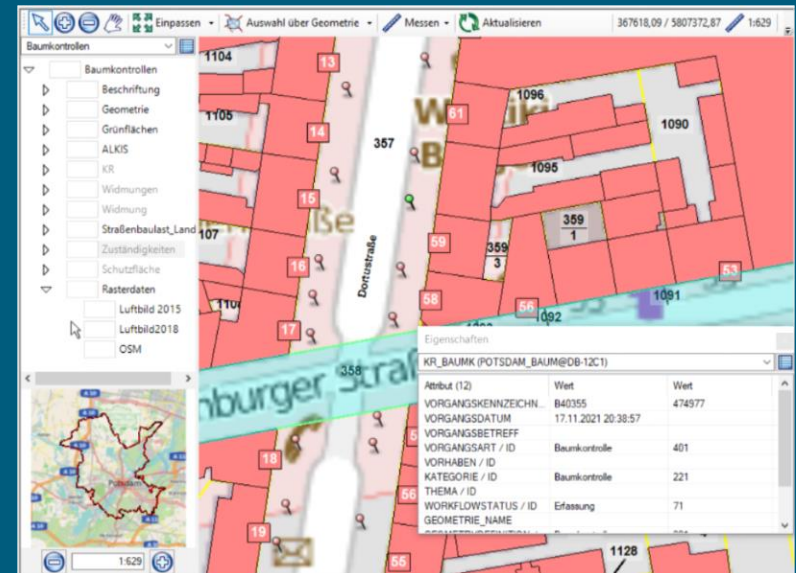 Einpassen Auswahl über Geometrie Messen Aktualisieren 367618,09 / 5807372,87 1:629
Baumkontrollen
Baumkontrollen
Beschriftung
Geometrie
Grünflächen
ALKIS
KR
Widmungen
Widmung
Straßenbaulast_Land
Zuständigkeiten
Schutzfläche
Rasterdaten
Luftbild 2015
Luftbild2018
OSM
Potsdam
1:629
1104
13
61
1096
1090
1105
14
357
1095
15
107
359
1
59
359
3
16
Dortustraße
58
53
56
1091
1092
17
358
nburger Straß
18
19
55
1128
Eigenschaften
KR_BAUMK (POTSDAM_BAUM@DB-12C1)
Attribut (12) Wert Wert
VORGANGSKENNZEICHN... B40355 474977
VORGANGSDATUM 17.11.2021 20:38:57
VORGANGSBETREFF
VORGANGSART / ID Baumkontrolle 401
VORHABEN / ID
KATEGORIE / ID Baumkontrolle 221
THEMA / ID
WORKFLOWSTATUS / ID Erfassung 71
GEOMETRIE_NAME